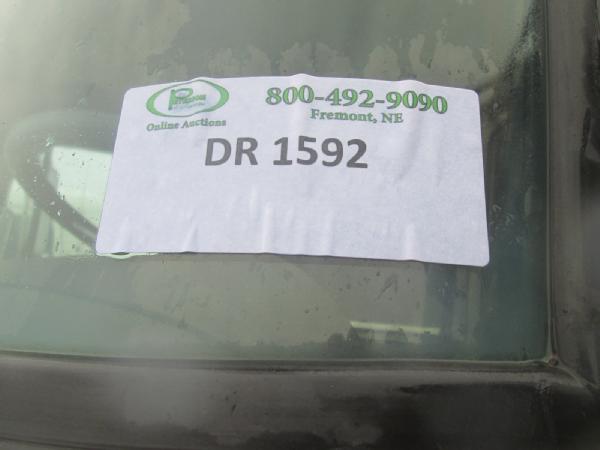 800-492-9090
Fremont, NE
Online Auctions
DR 1592